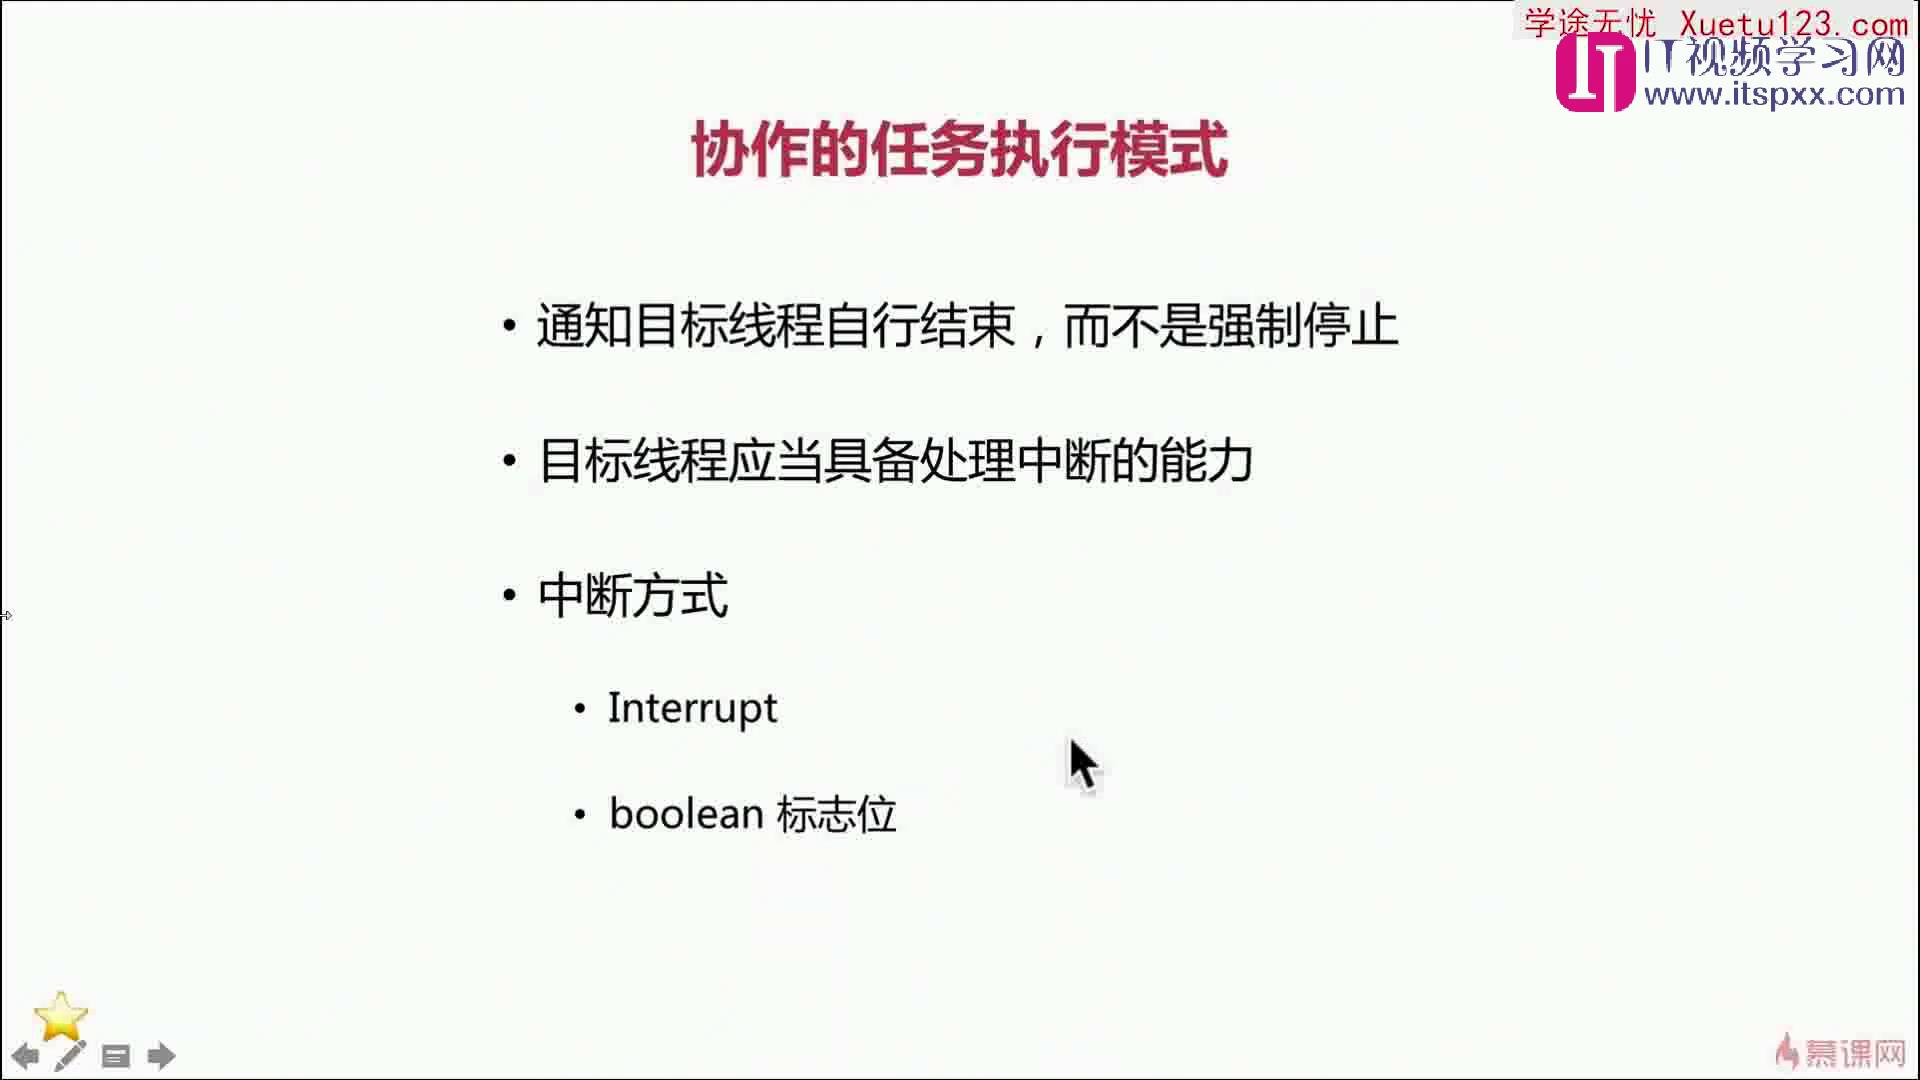 学途无忧 Xuetu123.com
IT视频学习网
www.itspxx.com
协作的任务执行模式
• 通知目标线程自行结束，而不是强制停止
• 目标线程应当具备处理中断的能力
• 中断方式
• Interrupt
• boolean 标志位
慕课网